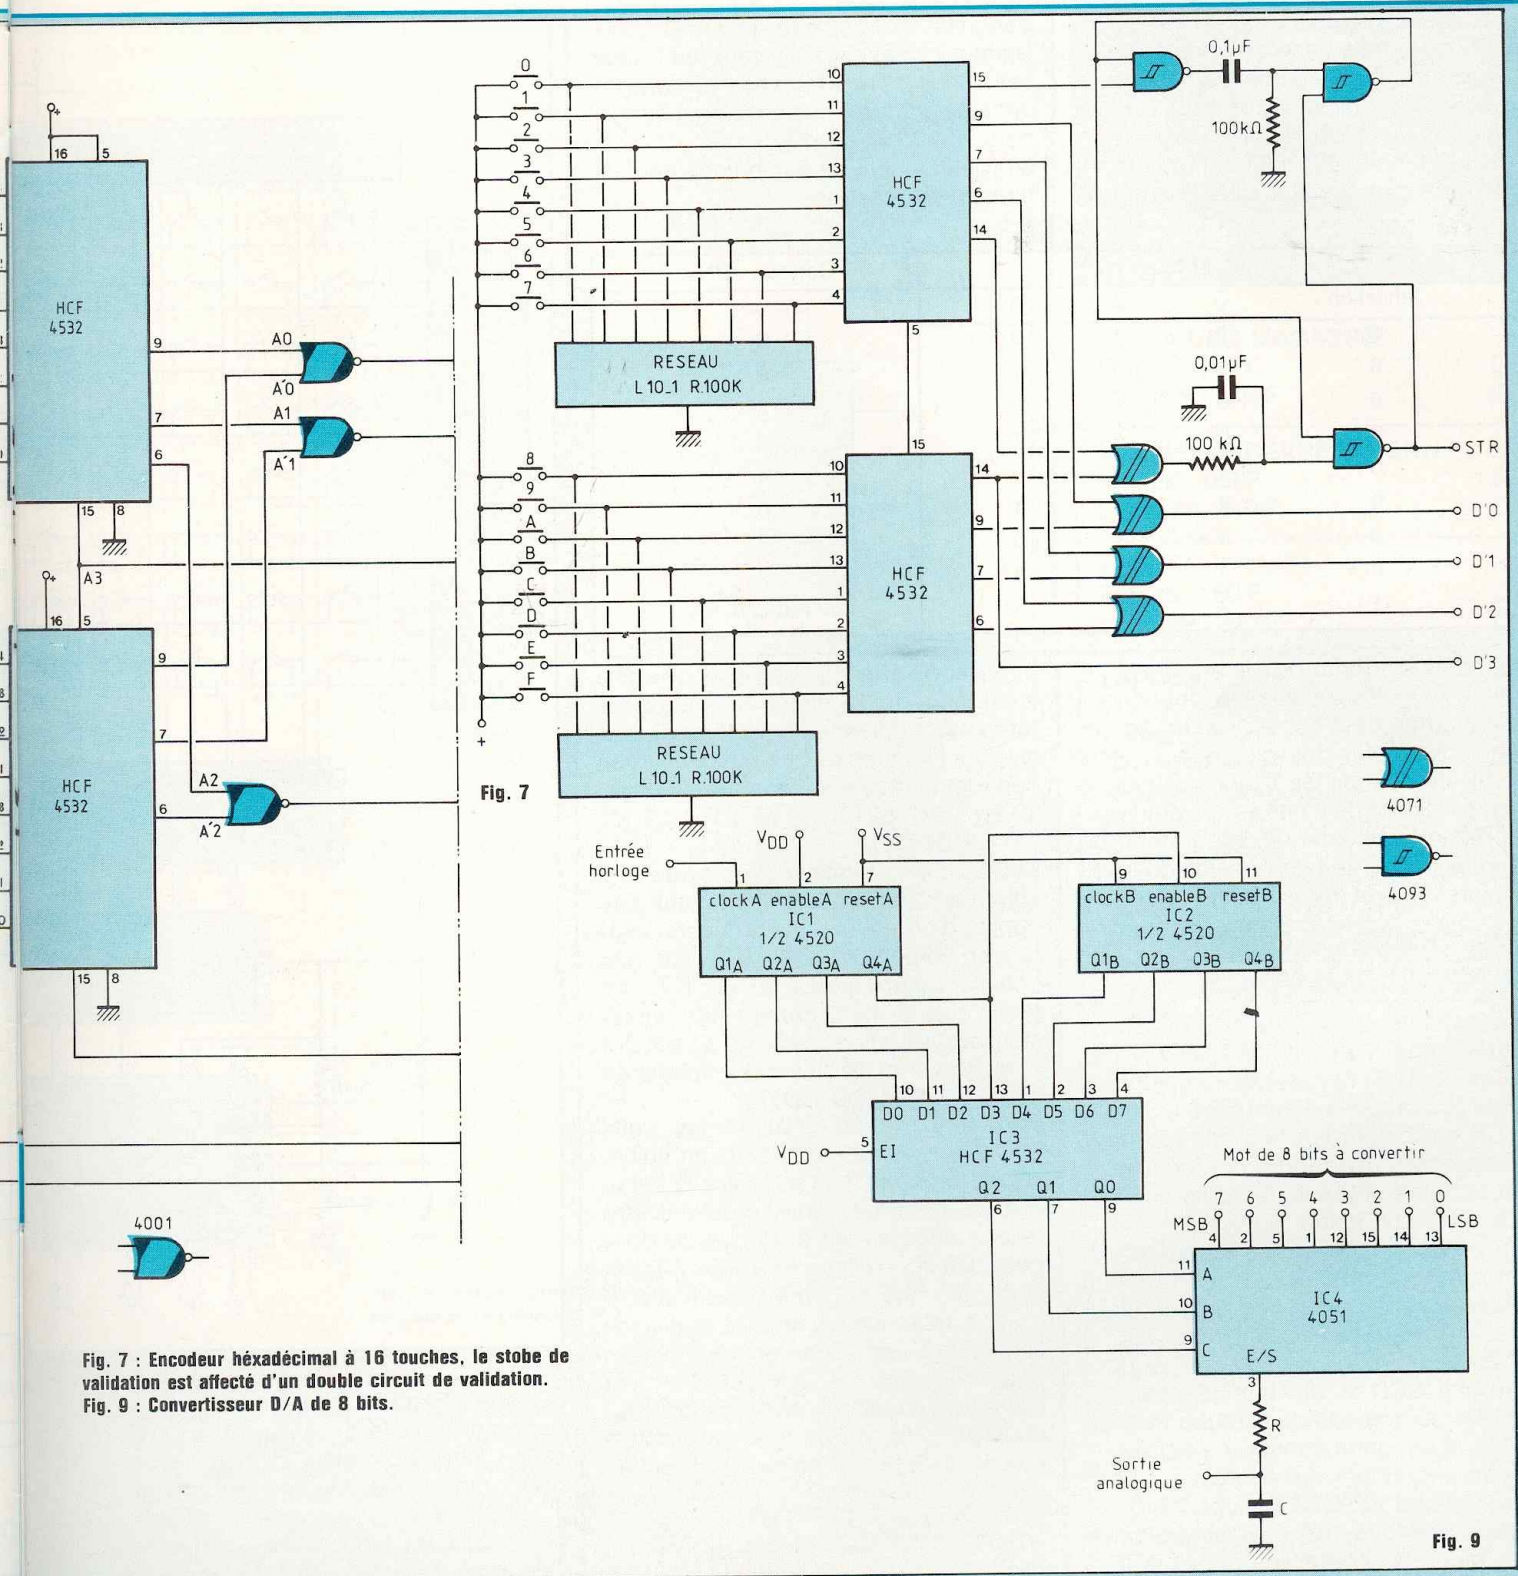 +
16 5
HCF
4532
9
7
6
15 8
A0
A'0
A1
A'1
+
A3
16 5
HCF
4532
9
7
6
15 8
A2
A'2
4001
0
1
2
3
4
5
6
7
10
11
12
13
1
2
3
4
HCF
4532
15
9
7
6
14
5
RESEAU
L10_1 R.100K
0,1µF
100kΩ
0,01µF
100 kΩ
STR
D'0
D'1
D'2
D'3
8
9
A
B
C
D
E
F
+
10
11
12
13
1
2
3
4
15
HCF
4532
14
9
7
6
RESEAU
L10_1 R.100K
Fig. 7
4071
4093
Entrée
horloge
VDD
VSS
1 2 7
clockA enableA resetA
IC1
1/2 4520
Q1A Q2A Q3A Q4A
9 10 11
clockB enableB resetB
IC2
1/2 4520
Q1B Q2B Q3B Q4B
10 11 12 13 1 2 3 4
D0 D1 D2 D3 D4 D5 D6 D7
VDD
5
EI
IC3
HCF 4532
Q2 Q1 Q0
6 7 9
Mot de 8 bits à convertir
7 6 5 4 3 2 1 0
MSB
LSB
4 2 5 1 12 15 14 13
11 A
10 B
9 C
IC4
4051
E/S
3
R
Sortie
analogique
C
Fig. 9
Fig. 7 : Encodeur héxadécimal à 16 touches, le stobe de
validation est affecté d'un double circuit de validation.
Fig. 9 : Convertisseur D/A de 8 bits.